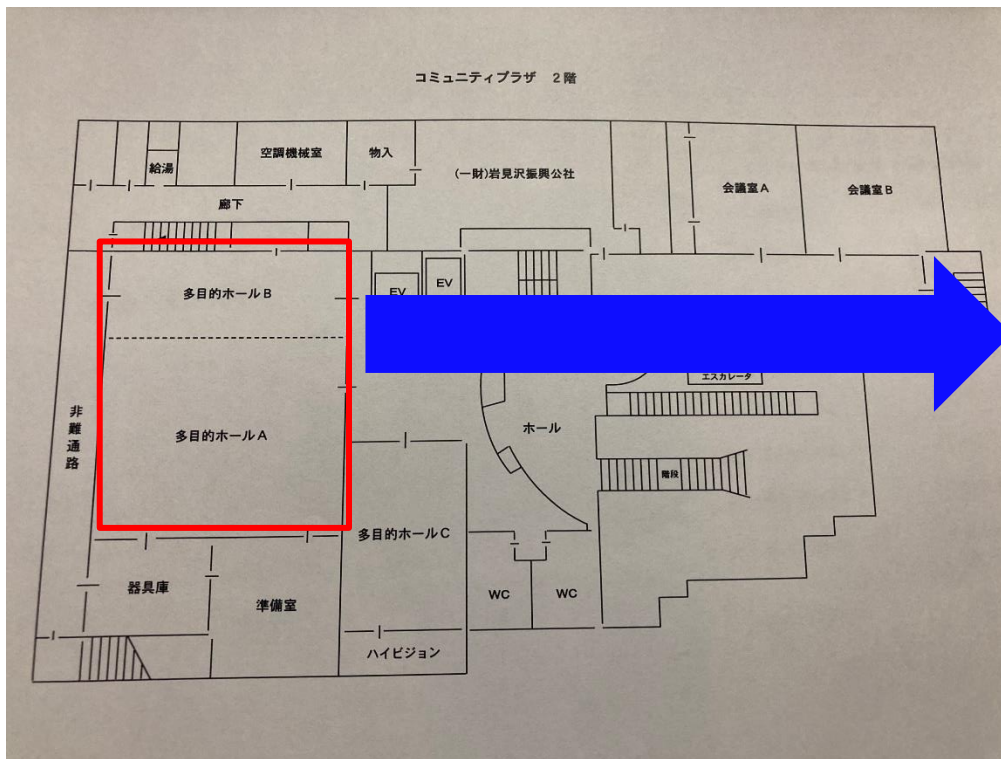 コミュニティプラザ 2階
給湯
空調機械室
物入
(一財)岩見沢振興公社
会議室A
会議室B
廊下
多目的ホールB
EV
EV
エスカレータ
非難通路
多目的ホールA
ホール
階段
多目的ホールC
器具庫
準備室
WC
WC
ハイビジョン